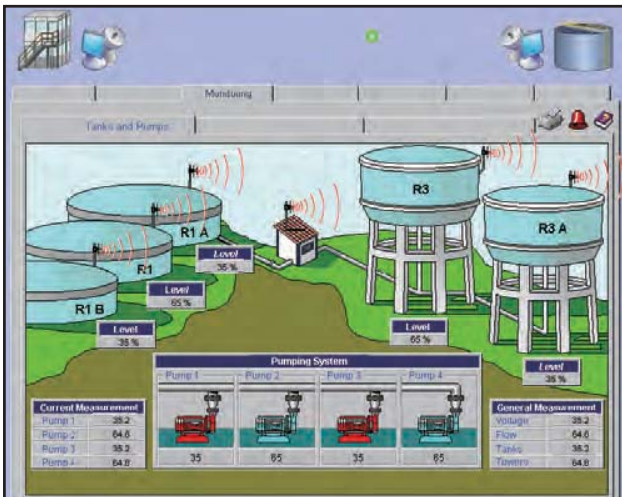 Monitoring
Tanks and Pumps
R1 A
R1
R1 B
R3
R3 A
Level
35 %
Level
65 %
Level
35 %
Level
65 %
Level
35 %
Pumping System
Pump 1 Pump 2 Pump 3 Pump 4
35 65 35 65
Current Measurement
Pump 1 35.2
Pump 2 64.8
Pump 3 35.2
Pump 4 64.8
General Measurement
Voltage 35.2
Flow 64.8
Tanks 35.2
Towers 64.8